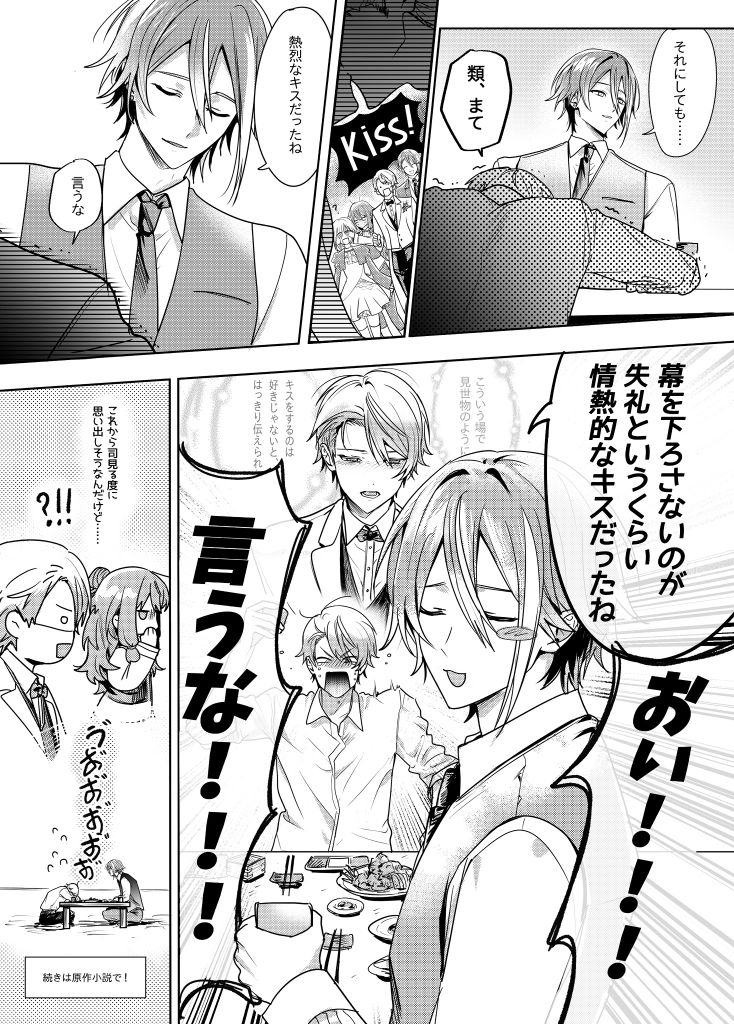 それにしても……
類、まて
Kiss!
熱烈なキスだったね
言うな
幕を下ろさないのが
失礼というくらい
情熱的なキスだったね
おい!!!!
こういう場で
見世物のように
キスをするのは
好きじゃないと、
はっきり伝えられ
言うな!!!!
これから司見る度に
思い出しそうなんだけど……
?!!!
ゔおおおおお
続きは原作小説で!